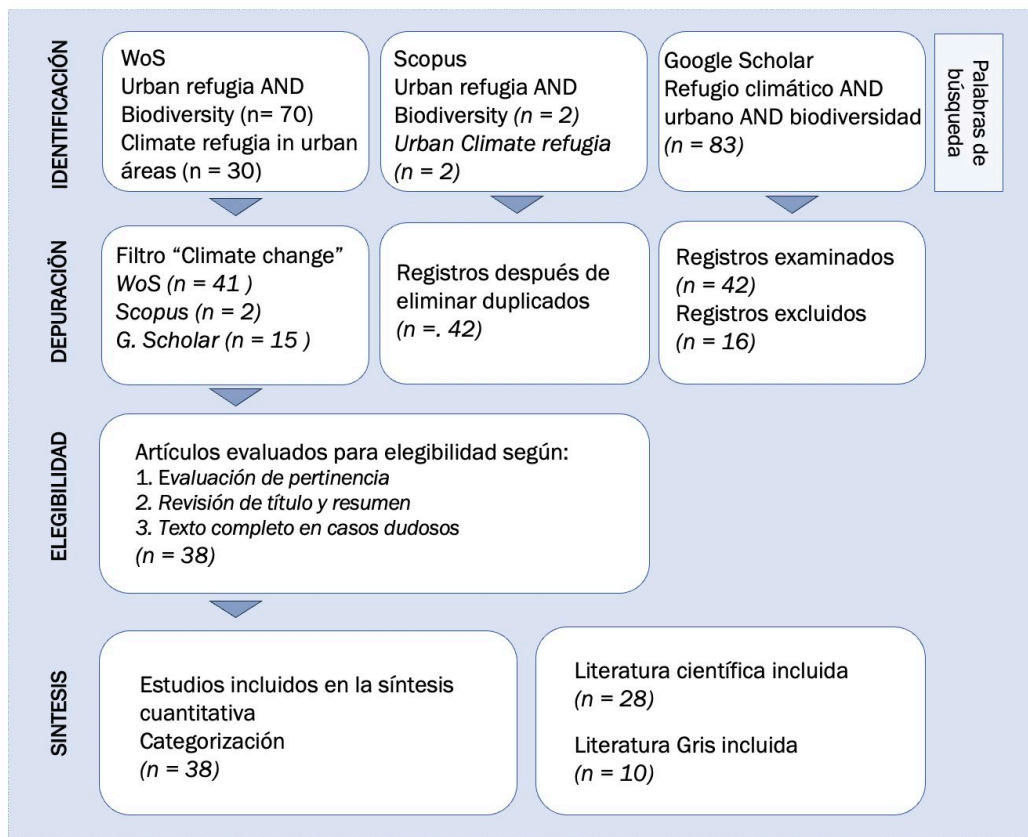 IDENTIFICACIÓN
WoS
Urban refugia AND
Biodiversity (n= 70)
Climate refugia in urban
áreas (n = 30)
Scopus
Urban refugia AND
Biodiversity (n = 2)
Urban Climate refugia
(n = 2)
Google Scholar
Refugio climático AND
urbano AND biodiversidad
(n = 83)
Palabras de
búsqueda
DEPURACIÖN
Filtro “Climate change”
WoS (n = 41 )
Scopus (n = 2)
G. Scholar (n = 15 )
Registros después de
eliminar duplicados
(n =. 42)
Registros examinados
(n = 42)
Registros excluidos
(n = 16)
ELEGIBILIDAD
Artículos evaluados para elegibilidad según:
1. Evaluación de pertinencia
2. Revisión de título y resumen
3. Texto completo en casos dudosos
(n = 38)
SINTESIS
Estudios incluidos en la síntesis
cuantitativa
Categorización
(n = 38)
Literatura científica incluida
(n = 28)
Literatura Gris incluida
(n = 10)